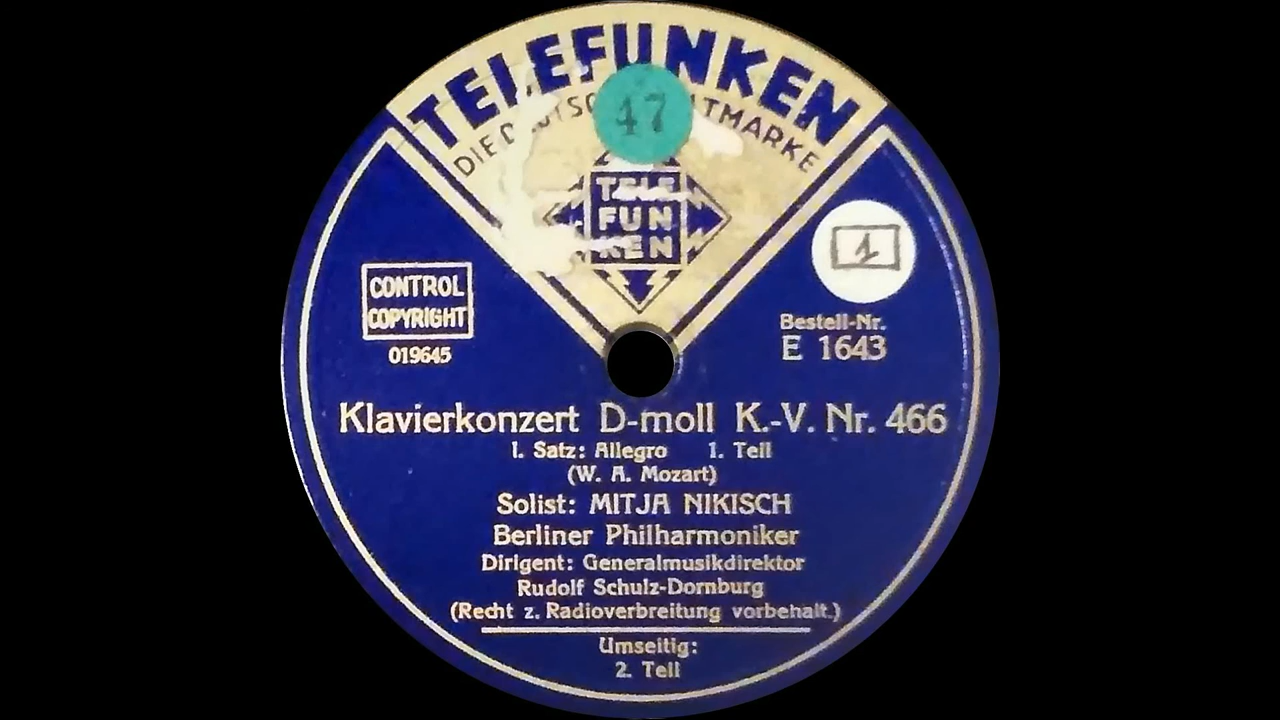 TELEFUNKEN
47
TELE
FUN
KEN
1
CONTROL
COPYRIGHT
019645
Bestell-Nr.
E 1643
Klavierkonzert D-moll K.-V. Nr. 466
I. Satz: Allegro 1. Teil
(W. A. Mozart)
Solist: MITJA NIKISCH
Berliner Philharmoniker
Dirigent: Generalmusikdirektor
Rudolf Schulz-Dornburg
(Recht z. Radioverbreitung vorbehalt.)
Umseitig:
2. Teil